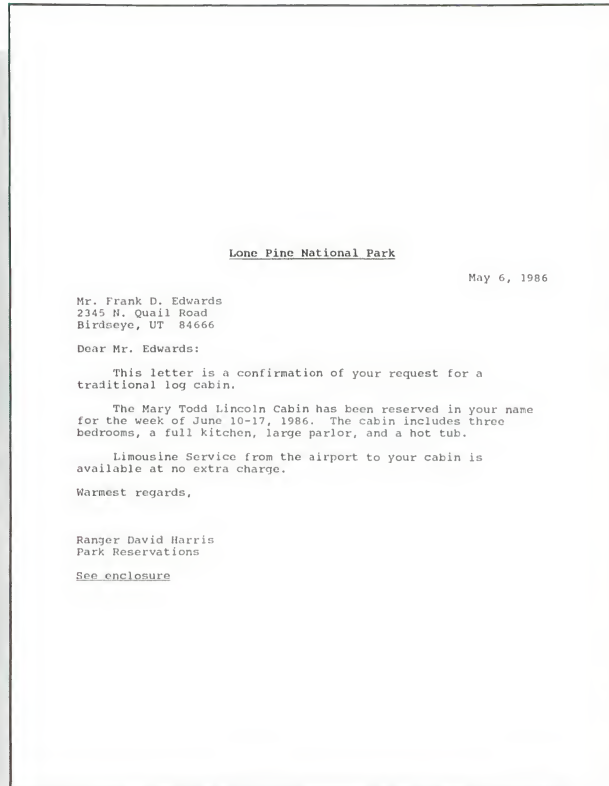 Lone Pine National Park
May 6, 1986
Mr. Frank D. Edwards
2345 N. Quail Road
Birdseye, UT  84666
Dear Mr. Edwards:
This letter is a confirmation of your request for a
traditional log cabin.
The Mary Todd Lincoln Cabin has been reserved in your name
for the week of June 10-17, 1986.  The cabin includes three
bedrooms, a full kitchen, large parlor, and a hot tub.
Limousine Service from the airport to your cabin is
available at no extra charge.
Warmest regards,
Ranger David Harris
Park Reservations
See enclosure